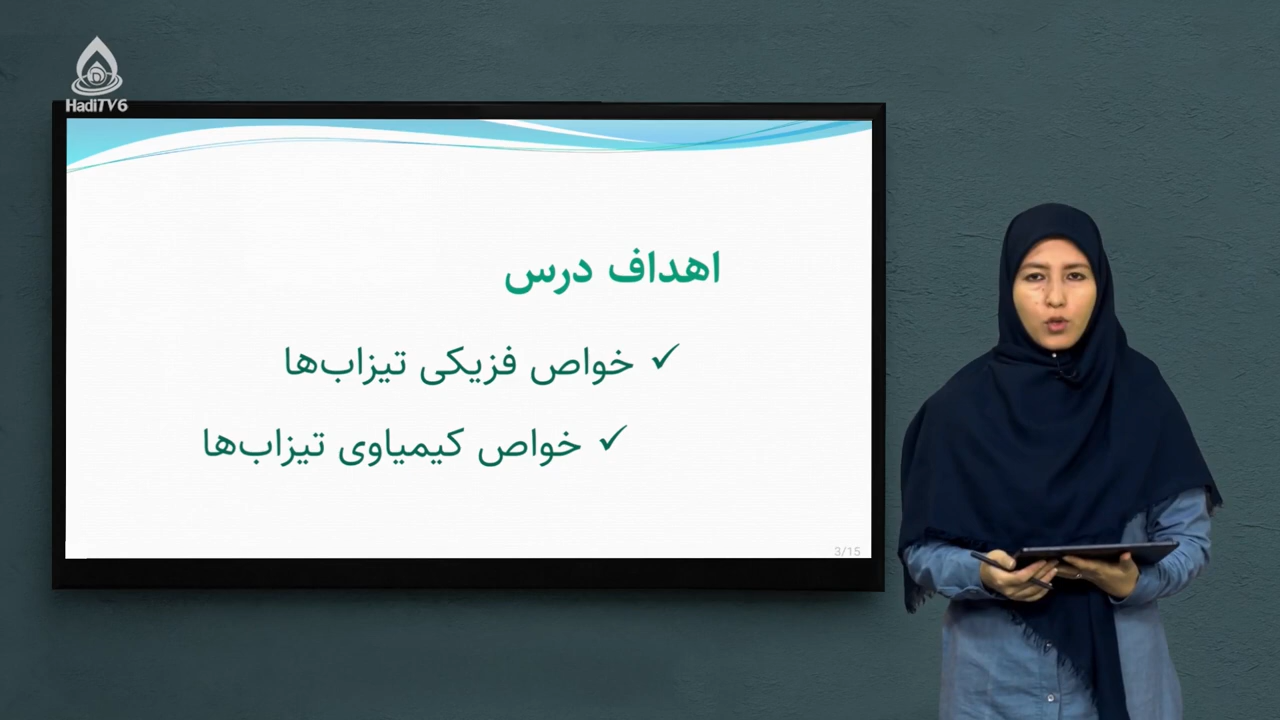 HadiTV6
اهداف درس
✓ خواص فزیکی تیزاب‌ها
✓ خواص کیمیاوی تیزاب‌ها
3/15